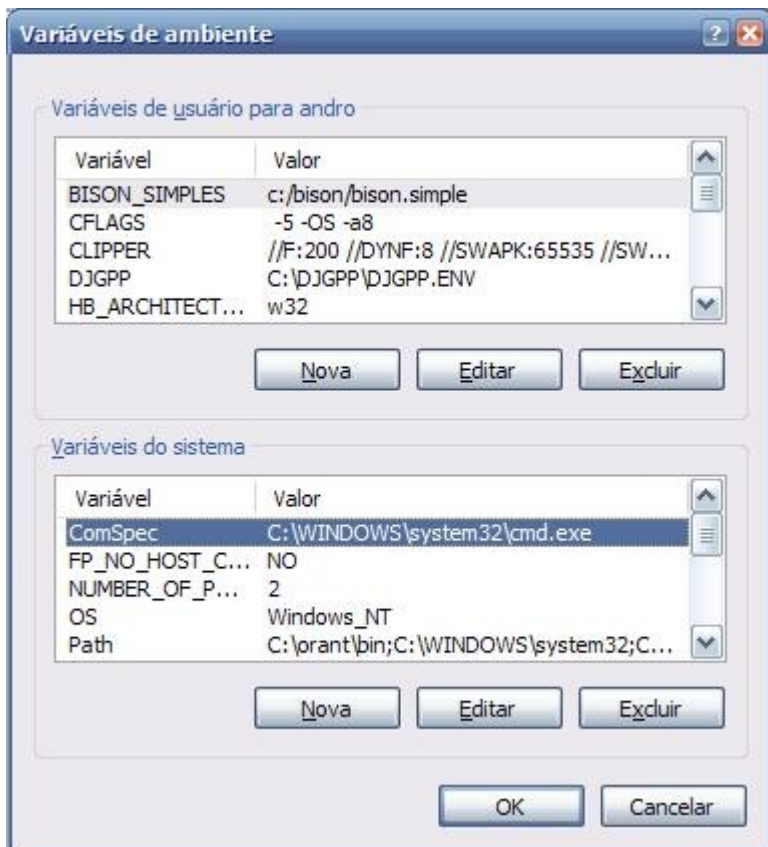 Variáveis de ambiente
Variáveis de usuário para andro
Variável Valor
BISON_SIMPLES c:/bison/bison.simple
CFLAGS -5 -OS -a8
CLIPPER //F:200 //DYNF:8 //SWAPK:65535 //SW...
DJGPP C:\DJGPP\DJGPP.ENV
HB_ARCHITECT... w32
Nova Editar Excluir
Variáveis do sistema
Variável Valor
ComSpec C:\WINDOWS\system32\cmd.exe
FP_NO_HOST_C... NO
NUMBER_OF_P... 2
OS Windows_NT
Path C:\orant\bin;C:\WINDOWS\system32;C...
Nova Editar Excluir
OK Cancelar